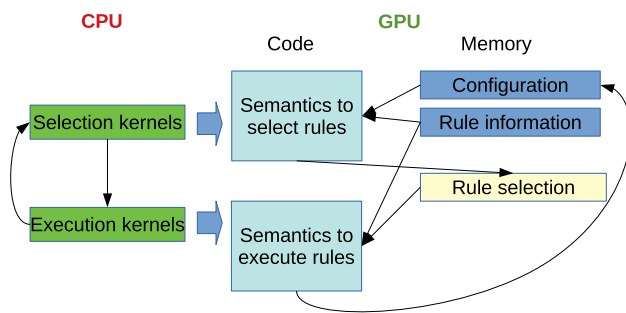 CPU
GPU
Code
Memory
Configuration
Semantics to
select rules
Selection kernels
Rule information
Rule selection
Execution kernels
Semantics to
execute rules